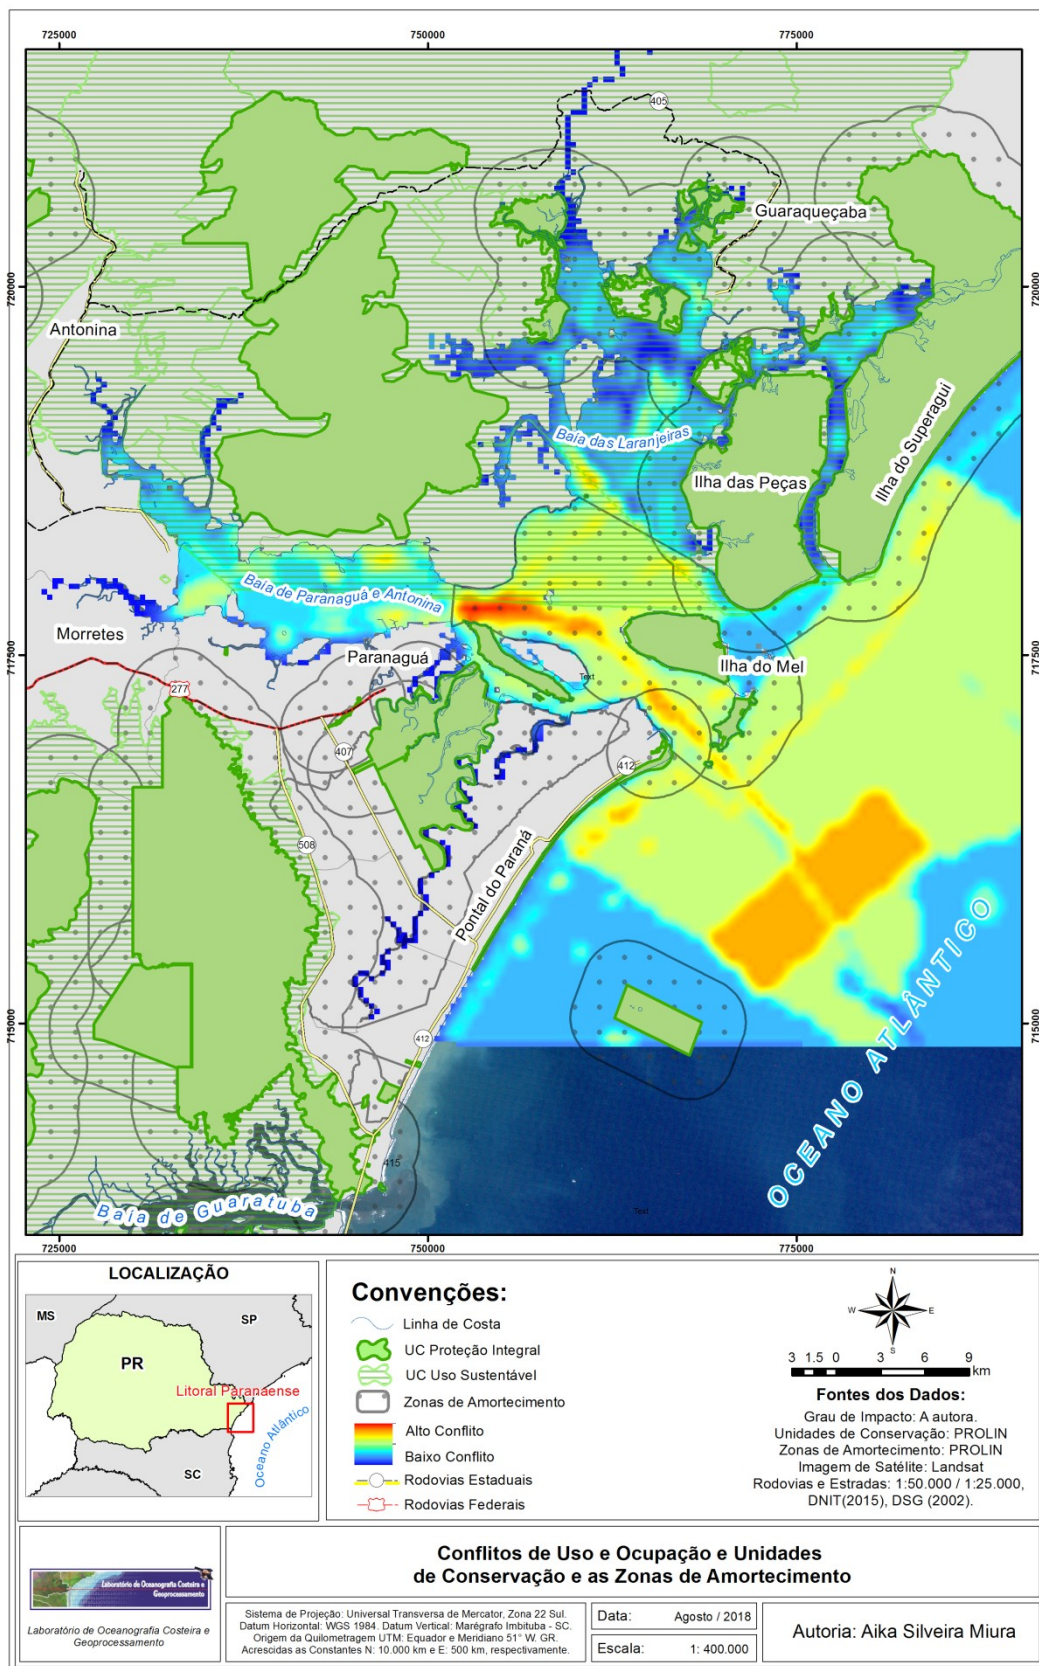 725000
750000
775000
405
Guaraqueçaba
720000
720000
Antonina
Baía das Laranjeiras
Ilha das Peças
Ilha do Superagui
Baía de Paranaguá e Antonina
Morretes
Paranaguá
Ilha do Mel
Text
717500
717500
277
407
412
508
Pontal do Paraná
OCEANO ATLÂNTICO
715000
715000
412
415
Baía de Guaratuba
Text
725000
750000
775000
LOCALIZAÇÃO
MS
SP
PR
Litoral Paranaense
Oceano Atlântico
SC
Convenções:
Linha de Costa
UC Proteção Integral
UC Uso Sustentável
Zonas de Amortecimento
Alto Conflito
Baixo Conflito
Rodovias Estaduais
Rodovias Federais
N
W
E
S
3 1.5 0 3 6 9
km
Fontes dos Dados:
Grau de Impacto: A autora.
Unidades de Conservação: PROLIN
Zonas de Amortecimento: PROLIN
Imagem de Satélite: Landsat
Rodovias e Estradas: 1:50.000 / 1:25.000,
DNIT(2015), DSG (2002).
Laboratório de Oceanografia Costeira e
Geoprocessamento
Laboratório de Oceanografia Costeira e
Geoprocessamento
Conflitos de Uso e Ocupação e Unidades
de Conservação e as Zonas de Amortecimento
Sistema de Projeção: Universal Transversa de Mercator, Zona 22 Sul.
Datum Horizontal: WGS 1984. Datum Vertical: Marégrafo Imbituba - SC.
Origem da Quilometragem UTM: Equador e Meridiano 51° W. GR.
Acrescidas as Constantes N: 10.000 km e E: 500 km, respectivamente.
Data: Agosto / 2018
Escala: 1: 400.000
Autoria: Aika Silveira Miura